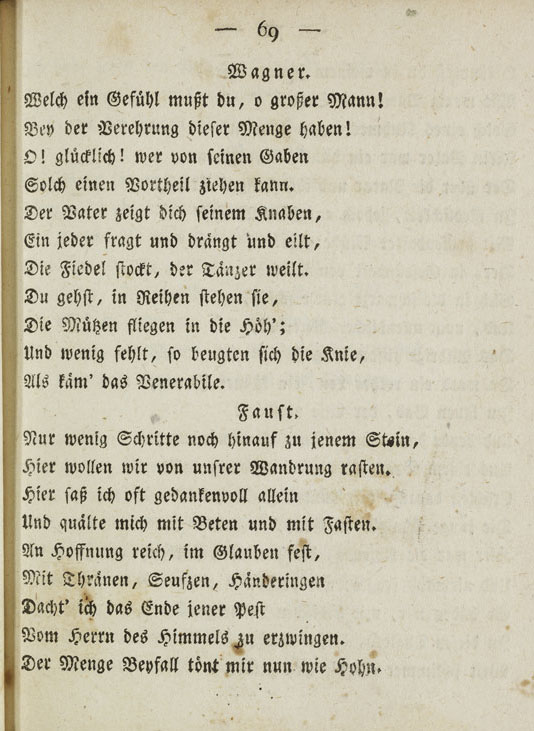 — 69 —
Wagner.
Welch ein Gefühl mußt du, o großer Mann!
Bey der Verehrung dieser Menge haben!
O! glücklich! wer von seinen Gaben
Solch einen Vortheil ziehen kann.
Der Vater zeigt dich seinem Knaben,
Ein jeder fragt und drängt und eilt,
Die Fiedel stockt, der Tänzer weilt.
Du gehst, in Reihen stehen sie,
Die Mützen fliegen in die Höh';
Und wenig fehlt, so beugten sich die Knie,
Als käm' das Venerabile.
Faust.
Nur wenig Schritte noch hinauf zu jenem Stein,
Hier wollen wir von unsrer Wandrung rasten.
Hier saß ich oft gedankenvoll allein
Und quälte mich mit Beten und mit Fasten.
An Hoffnung reich, im Glauben fest,
Mit Thränen, Seufzen, Händeringen
Dacht' ich das Ende jener Pest
Vom Herrn des Himmels zu erzwingen.
Der Menge Beyfall tönt mir nun wie Hohn.